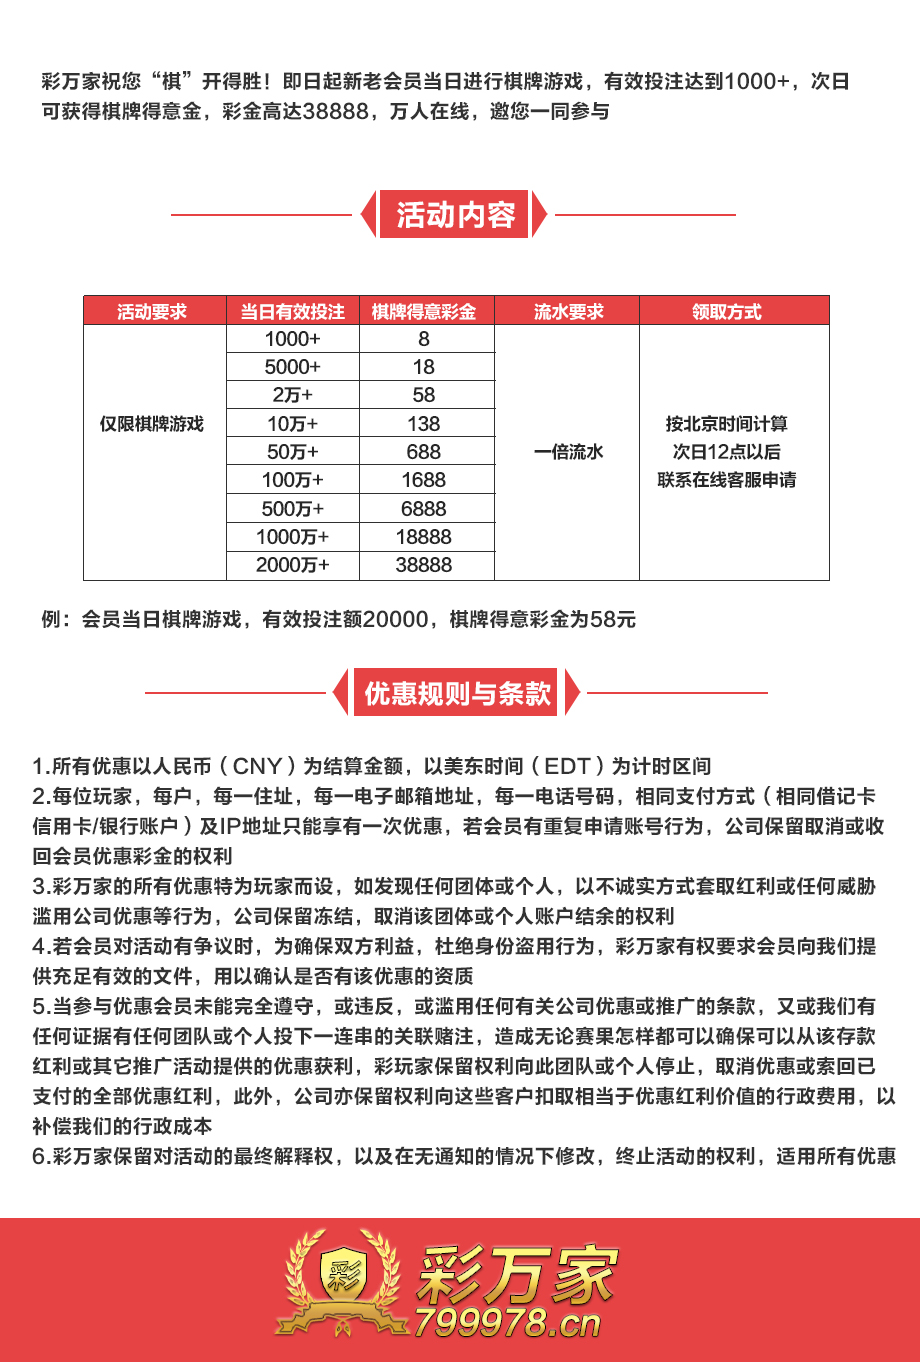 彩万家祝您“棋”开得胜！即日起新老会员当日进行棋牌游戏，有效投注达到1000+，次日
可获得棋牌得意金，彩金高达38888，万人在线，邀您一同参与
活动内容
活动要求 当日有效投注 棋牌得意彩金 流水要求 领取方式
1000+ 8
5000+ 18
2万+ 58
仅限棋牌游戏 10万+ 138 按北京时间计算
50万+ 688 一倍流水 次日12点以后
100万+ 1688 联系在线客服申请
500万+ 6888
1000万+ 18888
2000万+ 38888
例：会员当日棋牌游戏，有效投注额20000，棋牌得意彩金为58元
优惠规则与条款
1.所有优惠以人民币（CNY）为结算金额，以美东时间（EDT）为计时区间
2.每位玩家，每户，每一住址，每一电子邮箱地址，每一电话号码，相同支付方式（相同借记卡
信用卡/银行账户）及IP地址只能享有一次优惠，若会员有重复申请账号行为，公司保留取消或收
回会员优惠彩金的权利
3.彩万家的所有优惠特为玩家而设，如发现任何团体或个人，以不诚实方式套取红利或任何威胁
滥用公司优惠等行为，公司保留冻结，取消该团体或个人账户结余的权利
4.若会员对活动有争议时，为确保双方利益，杜绝身份盗用行为，彩万家有权要求会员向我们提
供充足有效的文件，用以确认是否有该优惠的资质
5.当参与优惠会员未能完全遵守，或违反，或滥用任何有关公司优惠或推广的条款，又或我们有
任何证据有任何团队或个人投下一连串的关联赌注，造成无论赛果怎样都可以确保可以从该存款
红利或其它推广活动提供的优惠获利，彩玩家保留权利向此团队或个人停止，取消优惠或索回已
支付的全部优惠红利，此外，公司亦保留权利向这些客户扣取相当于优惠红利价值的行政费用，以
补偿我们的行政成本
6.彩万家保留对活动的最终解释权，以及在无通知的情况下修改，终止活动的权利，适用所有优惠
彩 彩万家
799978.cn